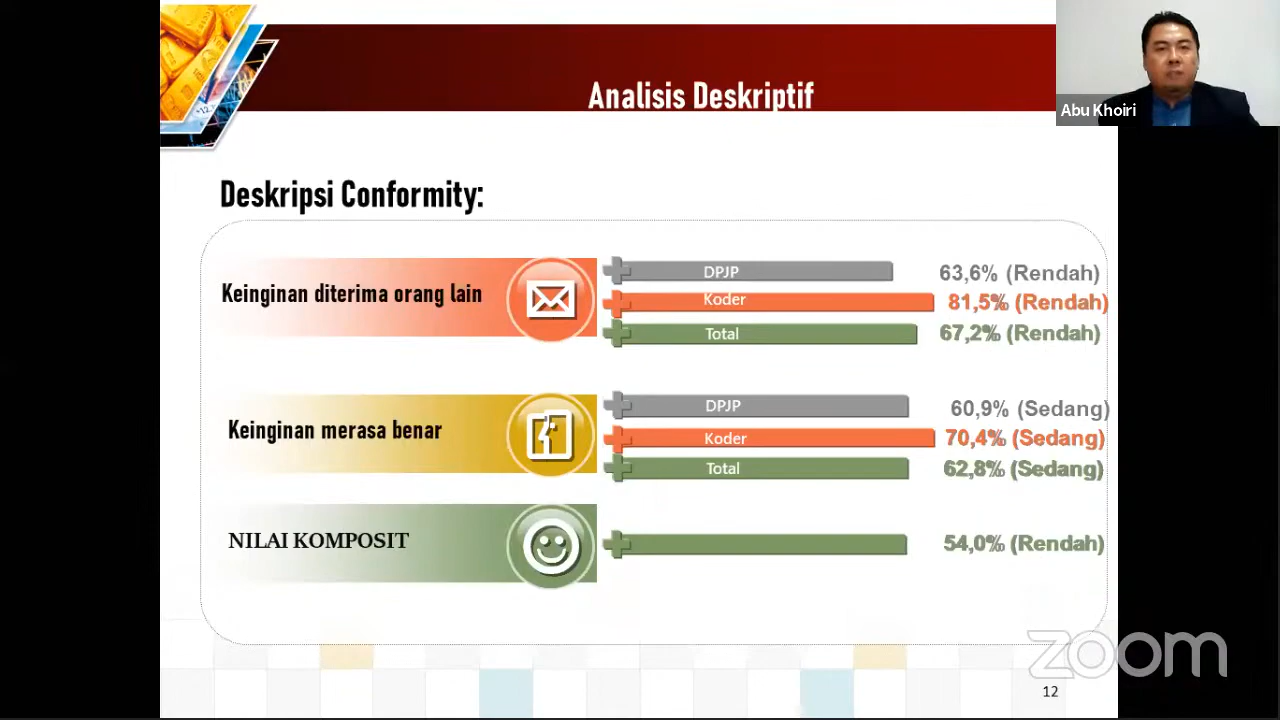 Analisis Deskriptif
Abu Khoiri
Deskripsi Conformity:
Keinginan diterima orang lain
DPJP
63,6% (Rendah)
Koder
81,5% (Rendah)
Total
67,2% (Rendah)
Keinginan merasa benar
DPJP
60,9% (Sedang)
Koder
70,4% (Sedang)
Total
62,8% (Sedang)
NILAI KOMPOSIT
54,0% (Rendah)
zoom
12